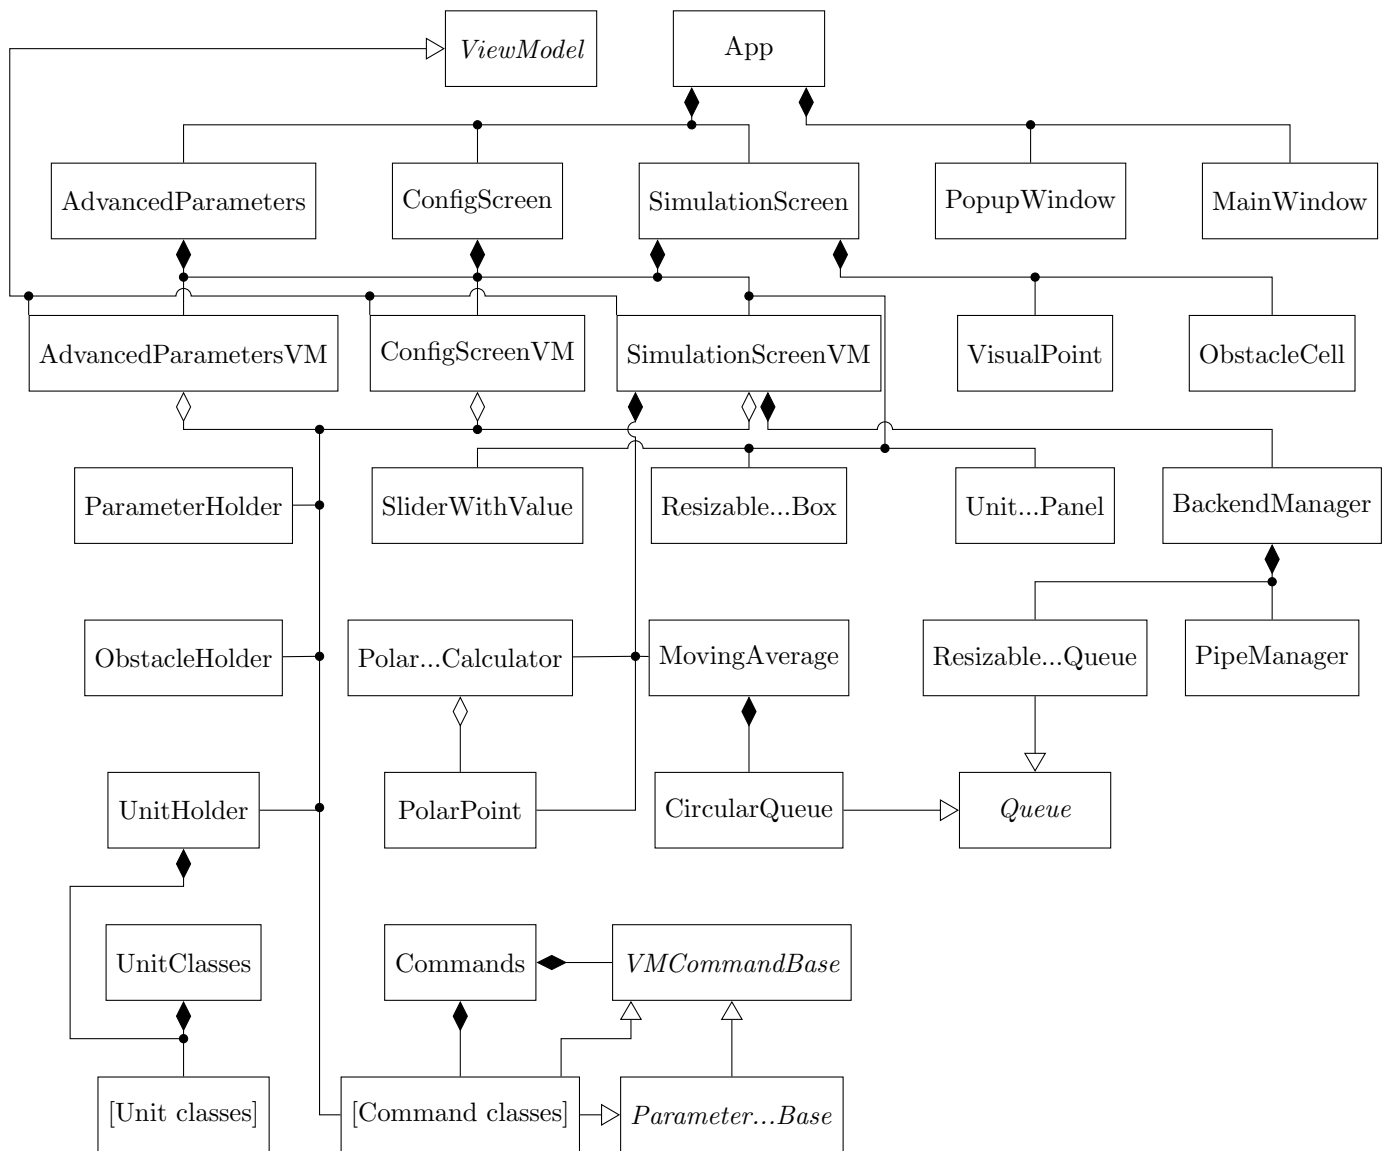 ViewModel
App
AdvancedParameters
ConfigScreen
SimulationScreen
PopupWindow
MainWindow
AdvancedParametersVM
ConfigScreenVM
SimulationScreenVM
VisualPoint
ObstacleCell
ParameterHolder
SliderWithValue
Resizable...Box
Unit...Panel
BackendManager
ObstacleHolder
Polar...Calculator
MovingAverage
Resizable...Queue
PipeManager
UnitHolder
PolarPoint
CircularQueue
Queue
UnitClasses
Commands
VMCommandBase
[Unit classes]
[Command classes]
Parameter...Base